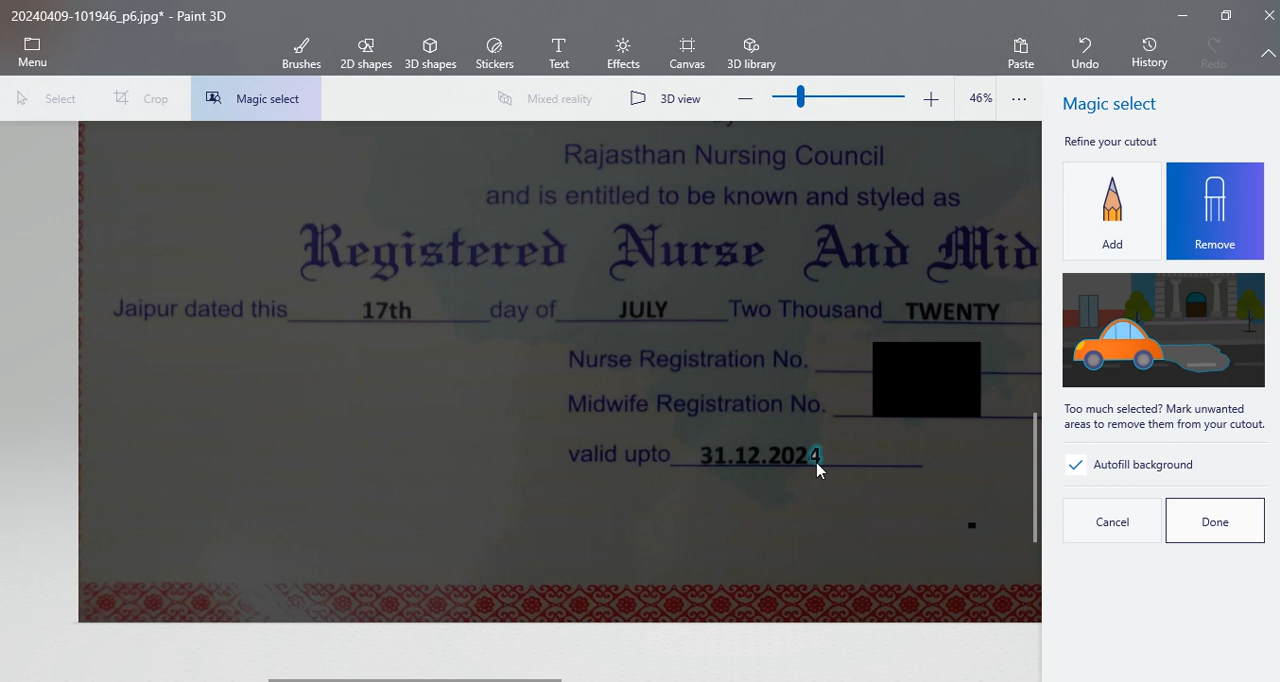 20240409-101946_p6.jpg* - Paint 3D
Menu
Brushes 2D shapes 3D shapes Stickers Text Effects Canvas 3D library Paste Undo History Redo
Select Crop Magic select Mixed reality 3D view 46% ...
Magic select
Refine your cutout
Add Remove
Too much selected? Mark unwanted
areas to remove them from your cutout.
Autofill background
Cancel Done
Rajasthan Nursing Council
and is entitled to be known and styled as
Registered Nurse And Mid
Jaipur dated this 17th day of JULY Two Thousand TWENTY
Nurse Registration No.
Midwife Registration No.
valid upto 31.12.2024